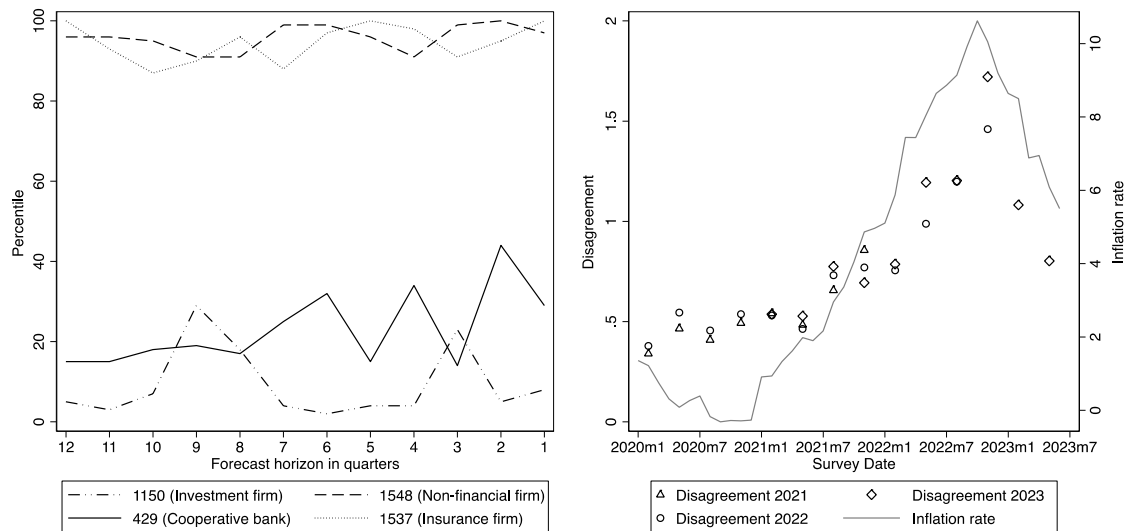 100
80
60
40
20
0
Percentile
12 11 10 9 8 7 6 5 4 3 2 1
Forecast horizon in quarters
1150 (Investment firm) 1548 (Non-financial firm)
429 (Cooperative bank) 1537 (Insurance firm)
2
1.5
1
.5
0
Disagreement
10
8
6
4
2
0
Inflation rate
2020m1 2020m7 2021m1 2021m7 2022m1 2022m7 2023m1 2023m7
Survey Date
Disagreement 2021 Disagreement 2023
Disagreement 2022 Inflation rate